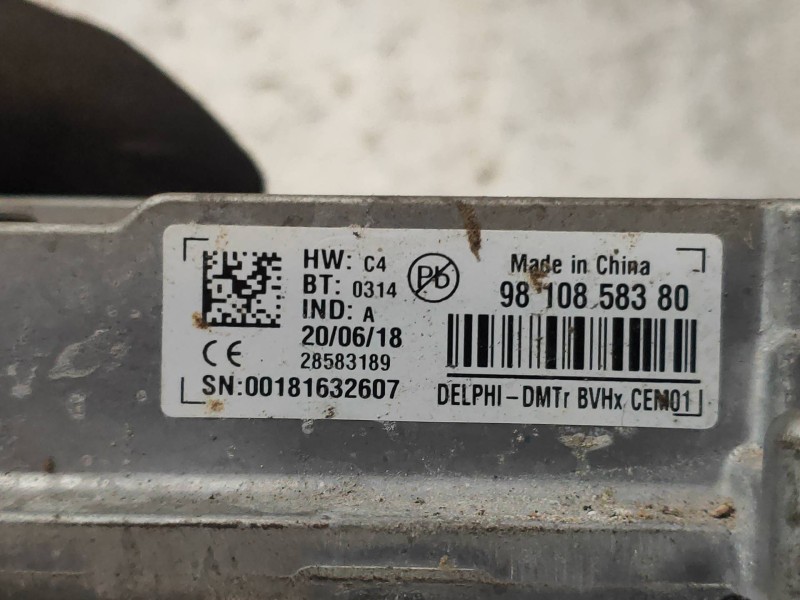 HW: C4
BT: 0314
IND: A
20/06/18
28583189
SN:00181632607
CE
Pb
Made in China
98 108 583 80
DELPHI-DMTr BVHx CEM01